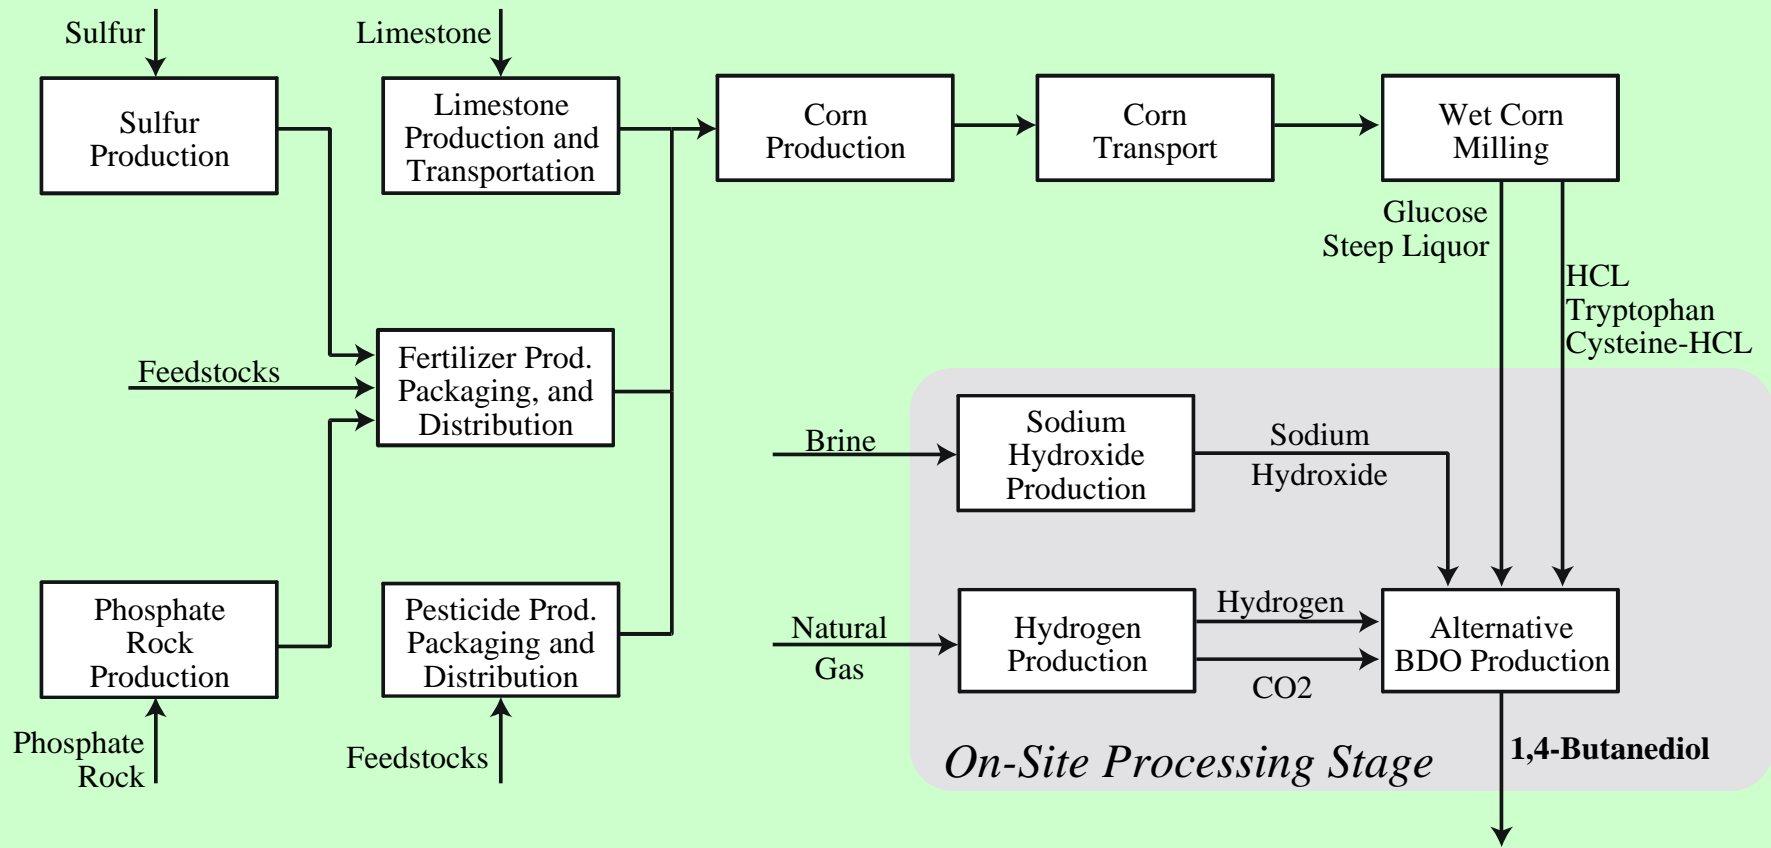 Sulfur
Limestone
Sulfur
Production
Limestone
Production and
Transportation
Corn
Production
Corn
Transport
Wet Corn
Milling
Glucose
Steep Liquor
HCL
Tryptophan
Cysteine-HCL
Feedstocks
Fertilizer Prod.
Packaging, and
Distribution
Brine
Sodium
Hydroxide
Production
Sodium
Hydroxide
Phosphate
Rock
Production
Pesticide Prod.
Packaging and
Distribution
Natural
Gas
Hydrogen
Production
Hydrogen
CO2
Alternative
BDO Production
Phosphate
Rock
Feedstocks
On-Site Processing Stage
1,4-Butanediol